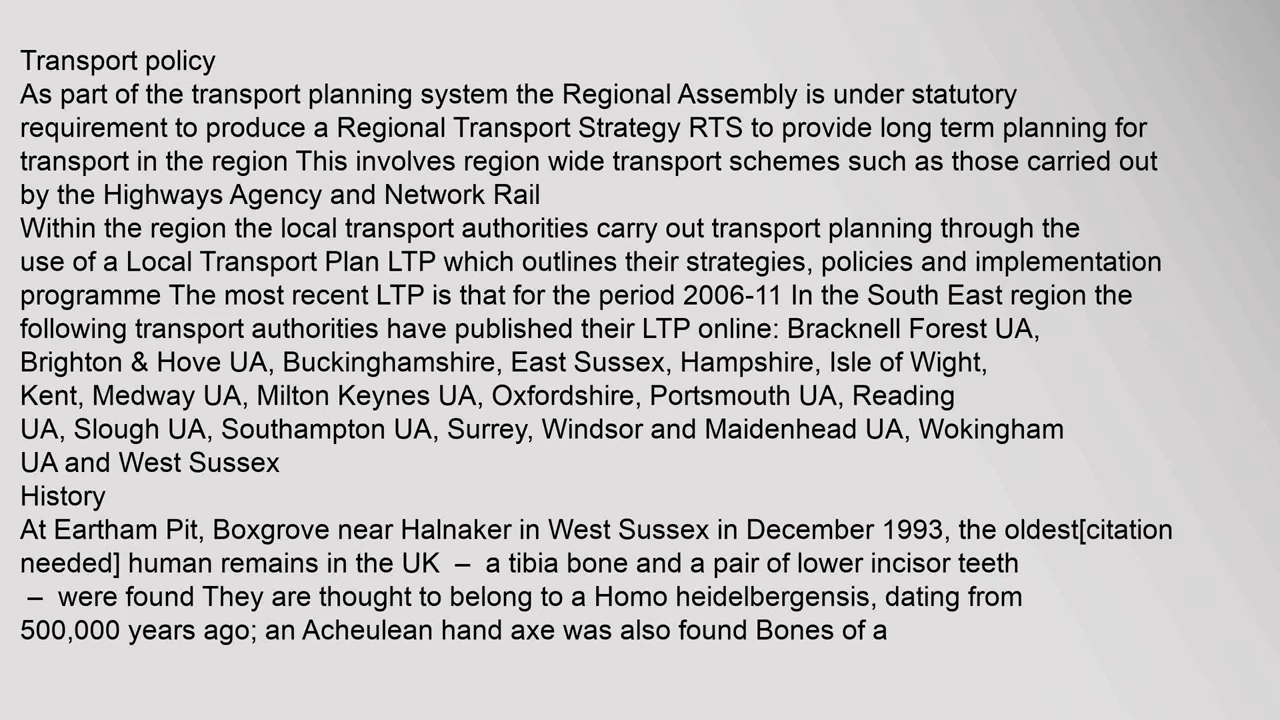 Transport policy
As part of the transport planning system the Regional Assembly is under statutory
requirement to produce a Regional Transport Strategy RTS to provide long term planning for
transport in the region This involves region wide transport schemes such as those carried out
by the Highways Agency and Network Rail
Within the region the local transport authorities carry out transport planning through the
use of a Local Transport Plan LTP which outlines their strategies, policies and implementation
programme The most recent LTP is that for the period 2006-11 In the South East region the
following transport authorities have published their LTP online: Bracknell Forest UA,
Brighton & Hove UA, Buckinghamshire, East Sussex, Hampshire, Isle of Wight,
Kent, Medway UA, Milton Keynes UA, Oxfordshire, Portsmouth UA, Reading
UA, Slough UA, Southampton UA, Surrey, Windsor and Maidenhead UA, Wokingham
UA and West Sussex
History
At Eartham Pit, Boxgrove near Halnaker in West Sussex in December 1993, the oldest[citation
needed] human remains in the UK – a tibia bone and a pair of lower incisor teeth
– were found They are thought to belong to a Homo heidelbergensis, dating from
500,000 years ago; an Acheulean hand axe was also found Bones of a